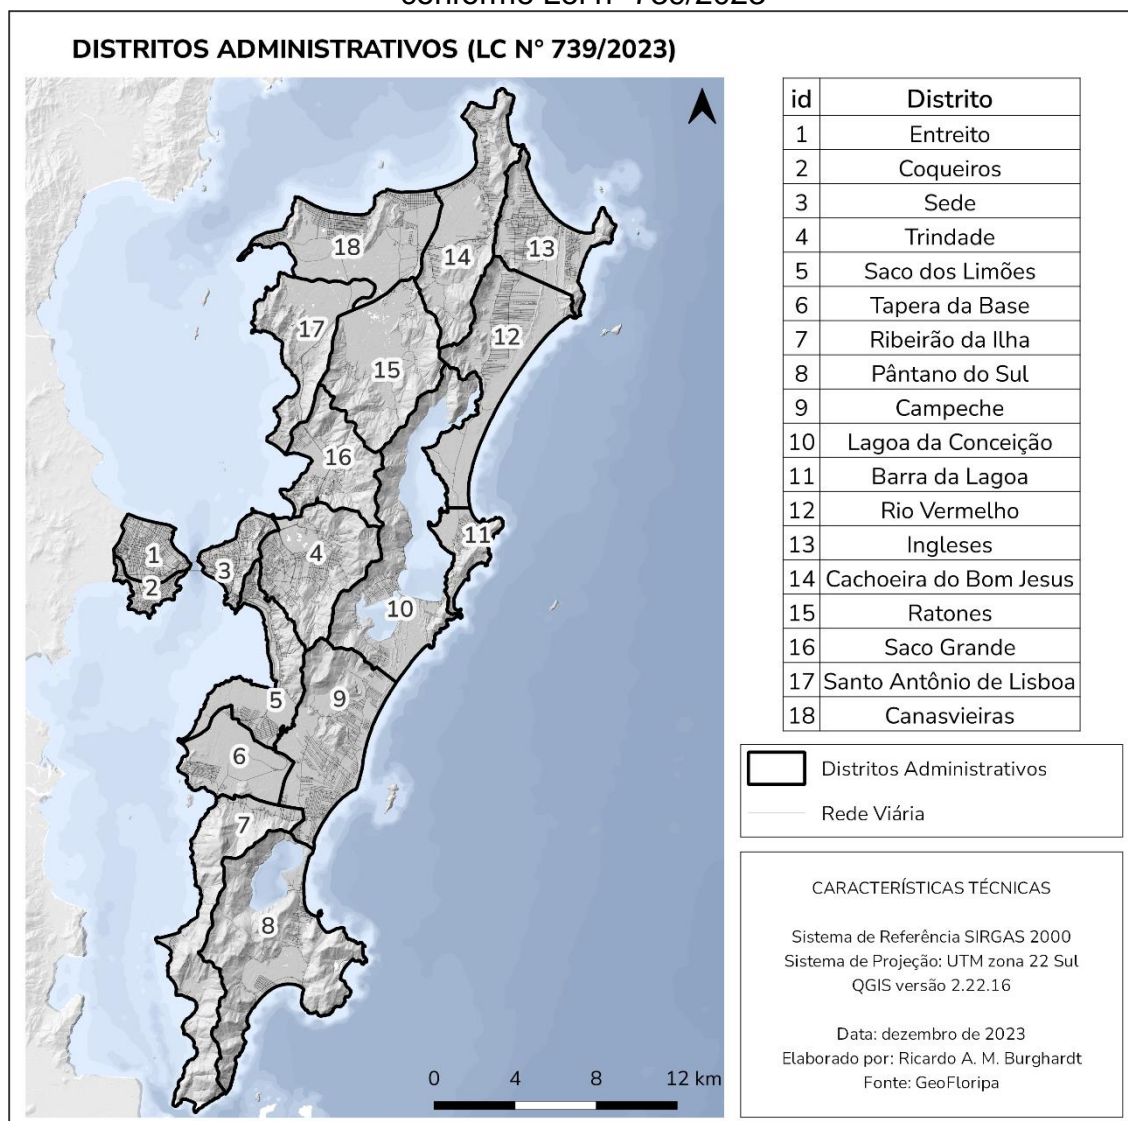 conforme Lei nº 739/2023
DISTRITOS ADMINISTRATIVOS (LC Nº 739/2023)
id Distrito
1 Entreito
2 Coqueiros
3 Sede
4 Trindade
5 Saco dos Limões
6 Tapera da Base
7 Ribeirão da Ilha
8 Pântano do Sul
9 Campeche
10 Lagoa da Conceição
11 Barra da Lagoa
12 Rio Vermelho
13 Ingleses
14 Cachoeira do Bom Jesus
15 Ratones
16 Saco Grande
17 Santo Antônio de Lisboa
18 Canasvieiras
13
18
14
17
12
15
16
11
1
4
3
2
10
9
5
6
7
8
0 4 8 12 km
Distritos Administrativos
Rede Viária
CARACTERÍSTICAS TÉCNICAS
Sistema de Referência SIRGAS 2000
Sistema de Projeção: UTM zona 22 Sul
QGIS versão 2.22.16
Data: dezembro de 2023
Elaborado por: Ricardo A. M. Burghardt
Fonte: GeoFloripa